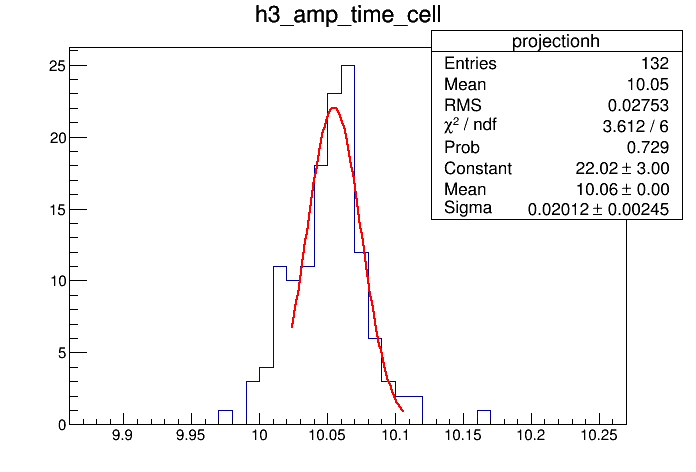 h3_amp_time_cell
projectionh
Entries 132
Mean 10.05
RMS 0.02753
χ² / ndf 3.612 / 6
Prob 0.729
Constant 22.02 ± 3.00
Mean 10.06 ± 0.00
Sigma 0.02012 ± 0.00245
25
20
15
10
5
0
9.9 9.95 10 10.05 10.1 10.15 10.2 10.25